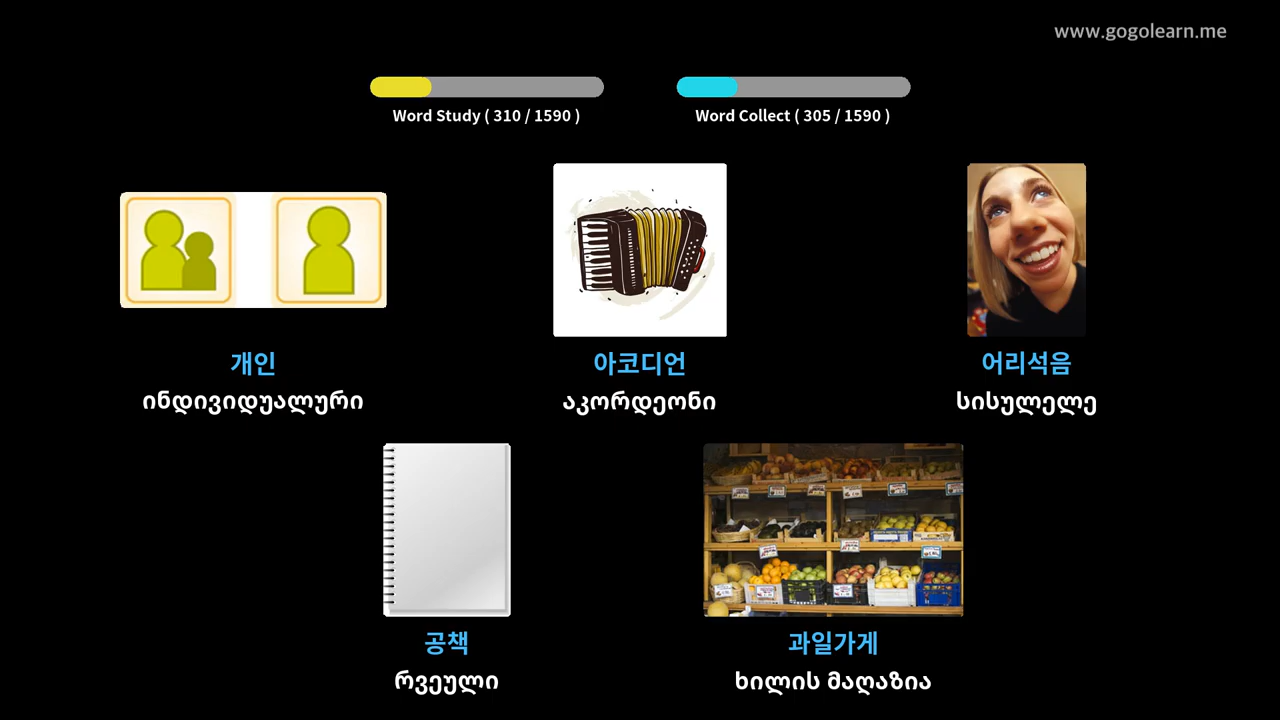 www.gogolearn.me
Word Study ( 310 / 1590 )
Word Collect ( 305 / 1590 )
개인
ინდივიდუალური
아코디언
აკორდეონი
어리석음
სისულელე
공책
რვეული
과일가게
ხილის მაღაზია